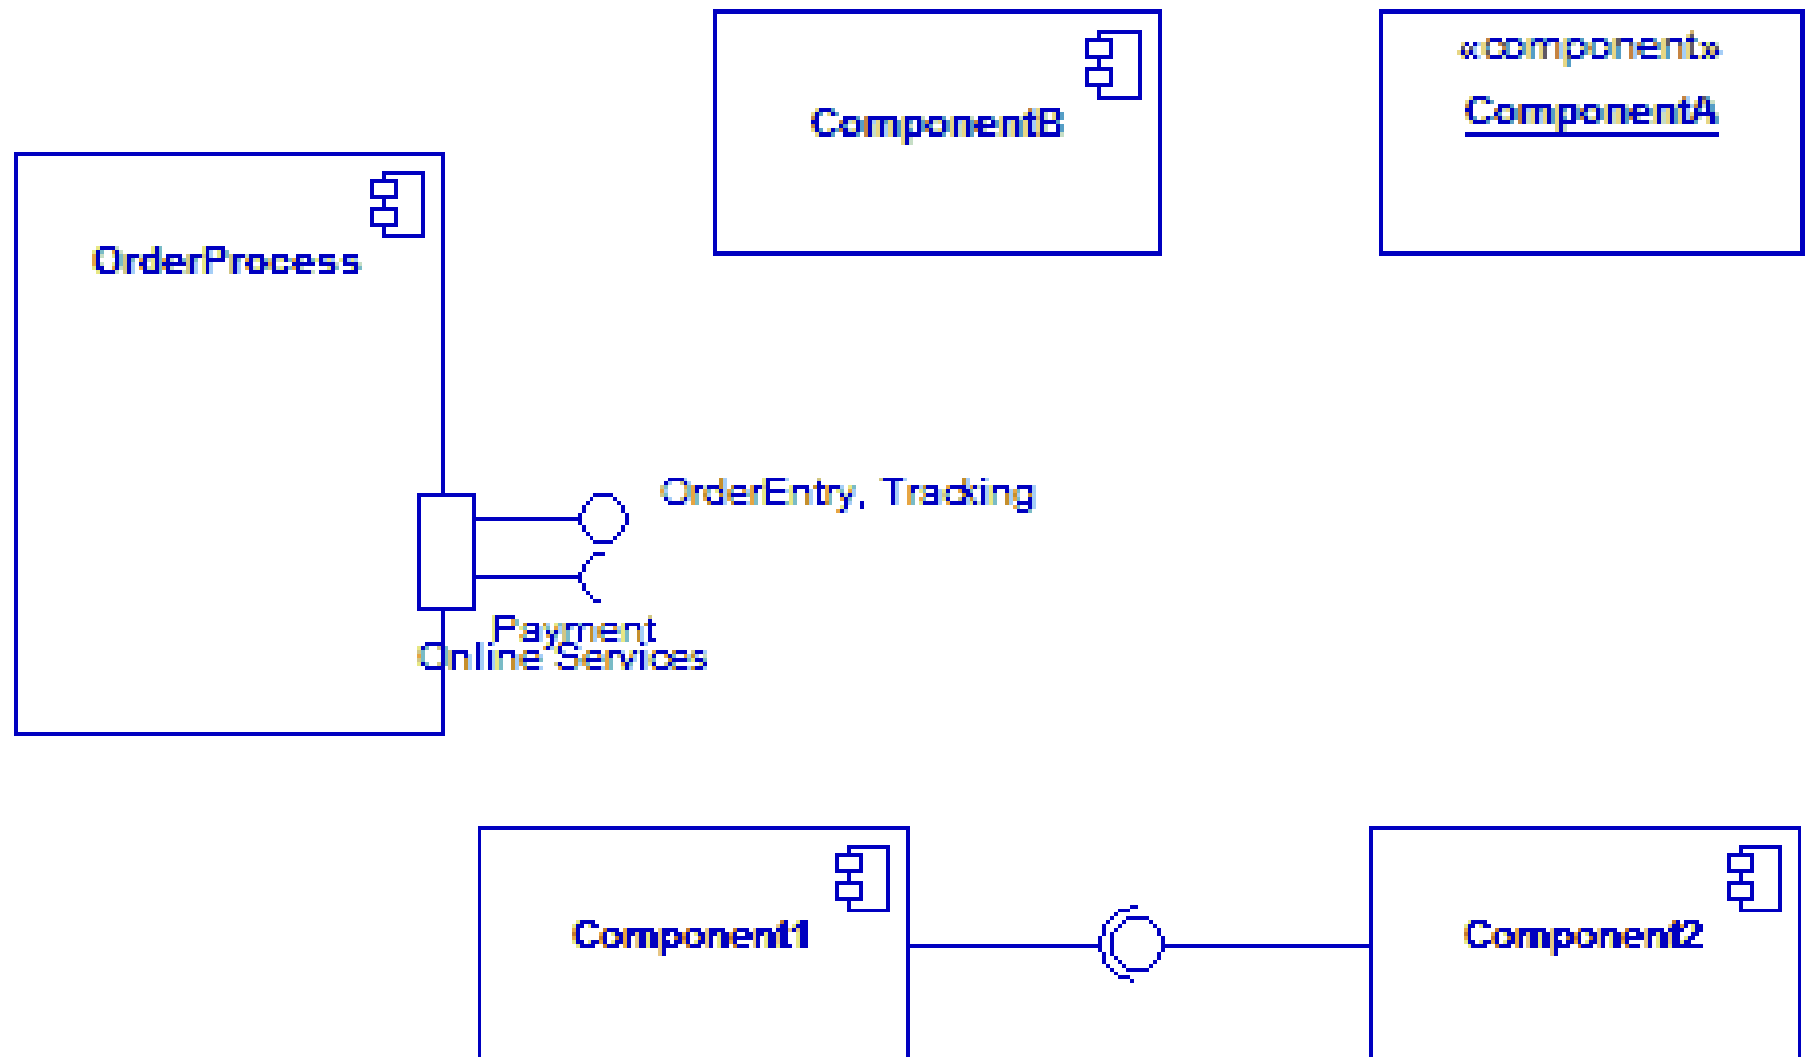 «component»
ComponentA
ComponentB
OrderProcess
OrderEntry, Tracking
Payment
Online Services
Component1
Component2